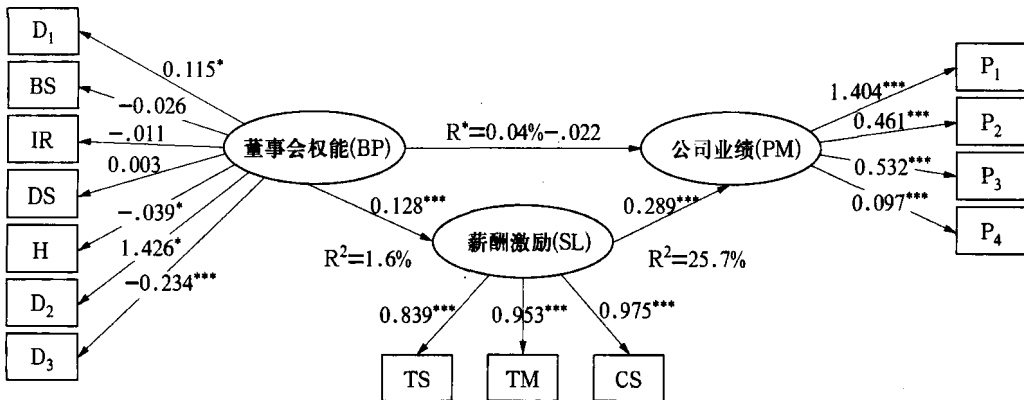 D₁
0.115*
BS
-0.026
IR
-.011
DS
0.003
H
-.039*
D₂
1.426*
D₃
-0.234***
董事会权能(BP)
R*=0.04%-.022
公司业绩(PM)
1.404***
P₁
0.461***
P₂
0.532***
P₃
0.097***
P₄
0.128***
0.289***
薪酬激励(SL)
R²=1.6%
R²=25.7%
0.839***
0.953***
0.975***
TS
TM
CS